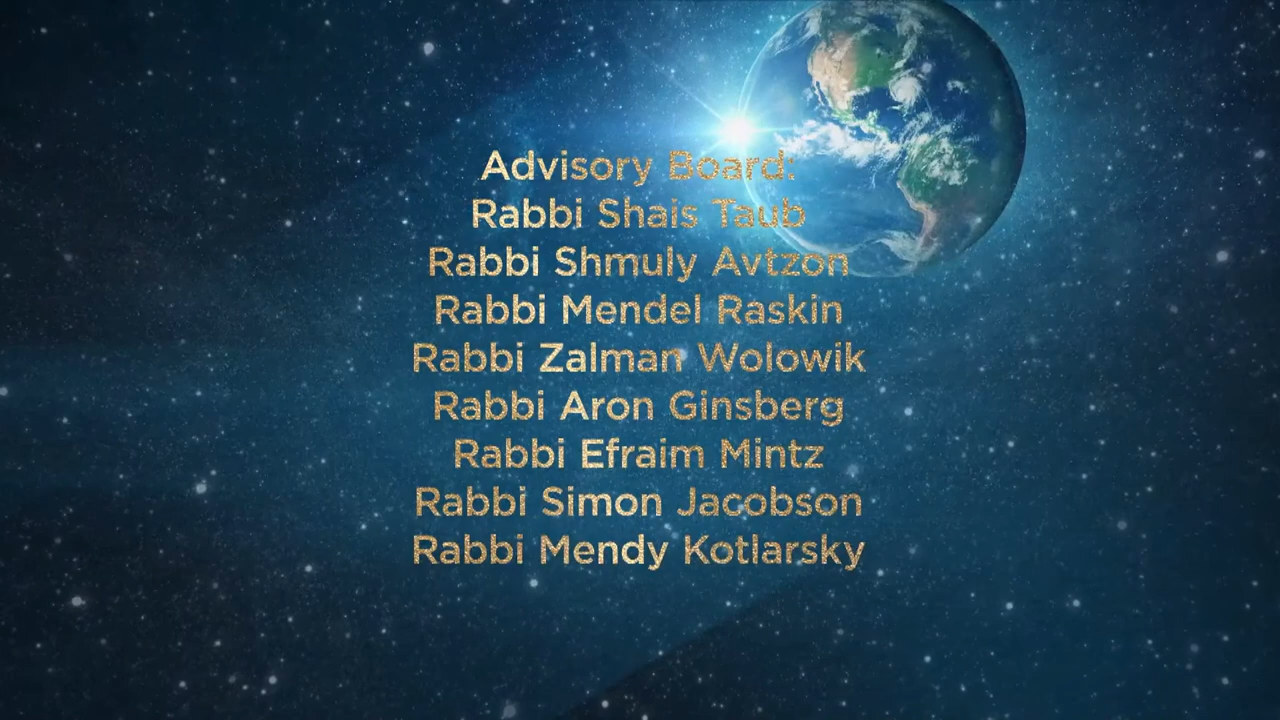 Advisory Board:
Rabbi Shais Taub
Rabbi Shmuly Avtzon
Rabbi Mendel Raskin
Rabbi Zalman Wolowik
Rabbi Aron Ginsberg
Rabbi Efraim Mintz
Rabbi Simon Jacobson
Rabbi Mendy Kotlarsky